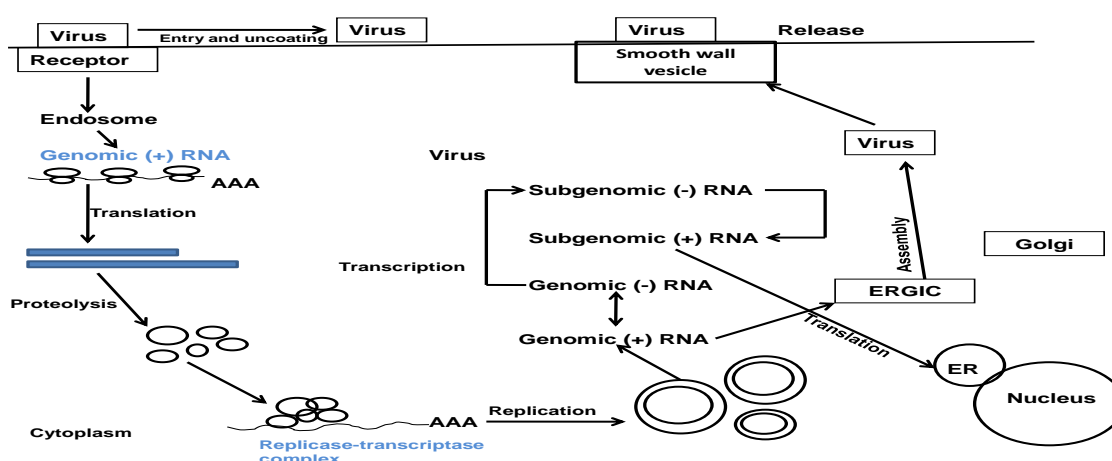 Virus
Entry and uncoating
Virus
Virus
Release
Receptor
Smooth wall
vesicle
Endosome
Genomic (+) RNA
AAA
Virus
Virus
Translation
Subgenomic (-) RNA
Subgenomic (+) RNA
Assembly
Golgi
Transcription
Genomic (-) RNA
ERGIC
Proteolysis
Genomic (+) RNA
Translation
ER
Nucleus
AAA
Replication
Cytoplasm
Replicase-transcriptase
complex